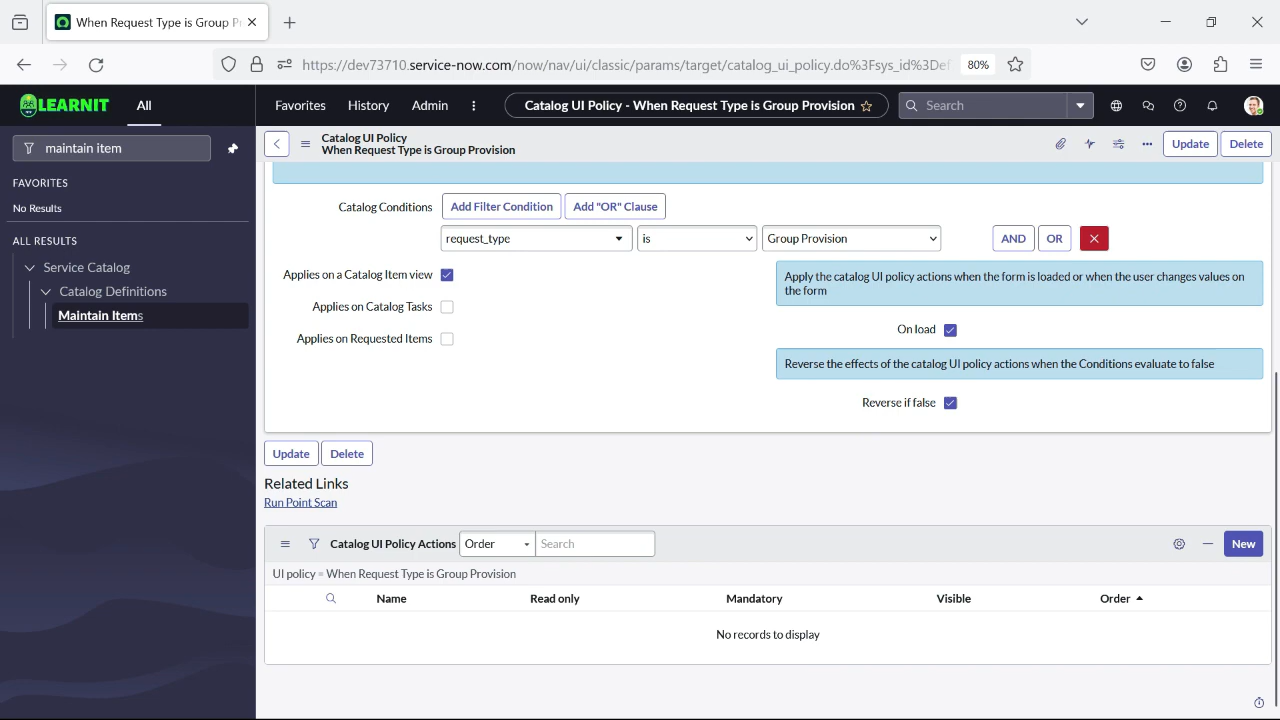 When Request Type is Group Pr
https://dev73710.service-now.com/now/nav/ui/classic/params/target/catalog_ui_policy.do%3Fsys_id%3De
80%
LEARNIT
All
Favorites
History
Admin
Catalog UI Policy - When Request Type is Group Provision
Search
maintain item
Catalog UI Policy
When Request Type is Group Provision
Update
Delete
FAVORITES
No Results
ALL RESULTS
Service Catalog
Catalog Definitions
Maintain Items
Catalog Conditions
Add Filter Condition
Add "OR" Clause
request_type
is
Group Provision
AND
OR
Applies on a Catalog Item view
Apply the catalog UI policy actions when the form is loaded or when the user changes values on
the form
Applies on Catalog Tasks
On load
Applies on Requested Items
Reverse the effects of the catalog UI policy actions when the Conditions evaluate to false
Reverse if false
Update
Delete
Related Links
Run Point Scan
Catalog UI Policy Actions
Order
Search
New
UI policy = When Request Type is Group Provision
Name
Read only
Mandatory
Visible
Order
No records to display